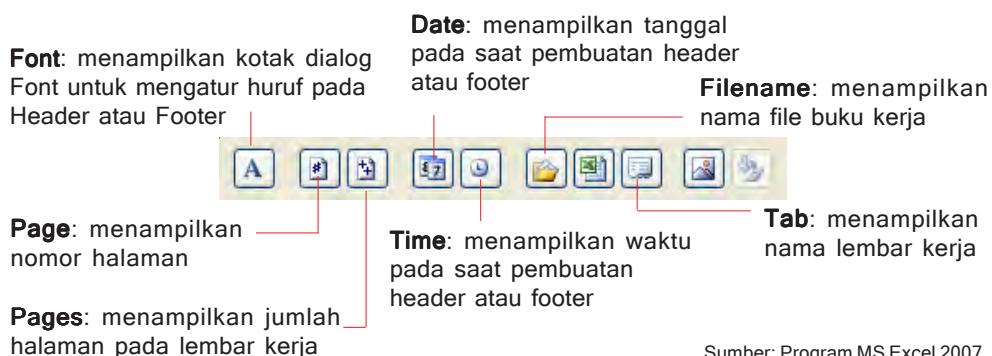 Font: menampilkan kotak dialog
Font untuk mengatur huruf pada
Header atau Footer
Date: menampilkan tanggal
pada saat pembuatan header
atau footer
Filename: menampilkan
nama file buku kerja
A
Page: menampilkan
nomor halaman
Pages: menampilkan jumlah
halaman pada lembar kerja
Time: menampilkan waktu
pada saat pembuatan
header atau footer
Tab: menampilkan
nama lembar kerja
Sumber: Program MS Excel 2007